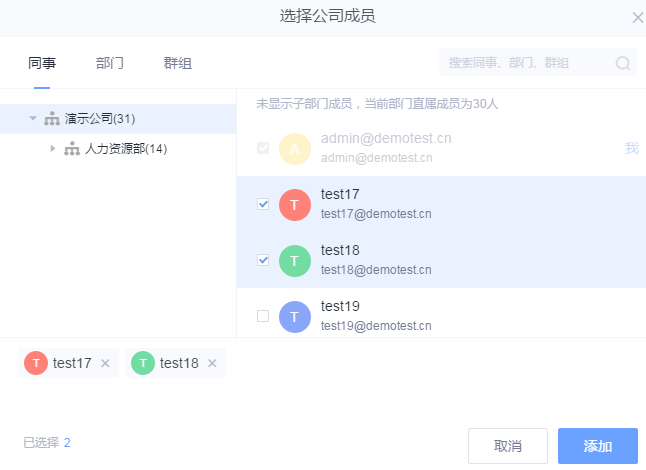 选择公司成员
同事 部门 群组 搜索同事、部门、群组
演示公司(31)
人力资源部(14)
未显示子部门成员，当前部门直属成员为30人
A admin@demotest.cn
admin@demotest.cn
我
T test17
test17@demotest.cn
T test18
test18@demotest.cn
T test19
test19@demotest.cn
T test17 × T test18 ×
已选择 2
取消 添加